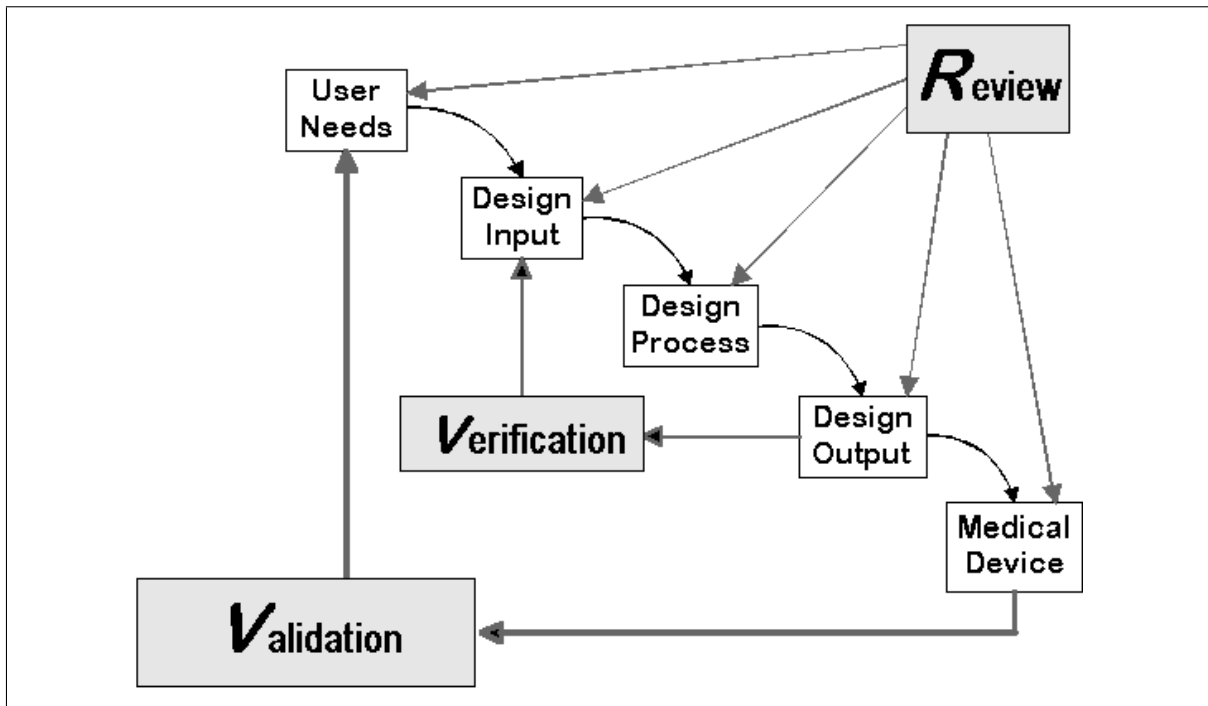 Review
User
Needs
Design
Input
Design
Process
Verification
Design
Output
Medical
Device
Validation